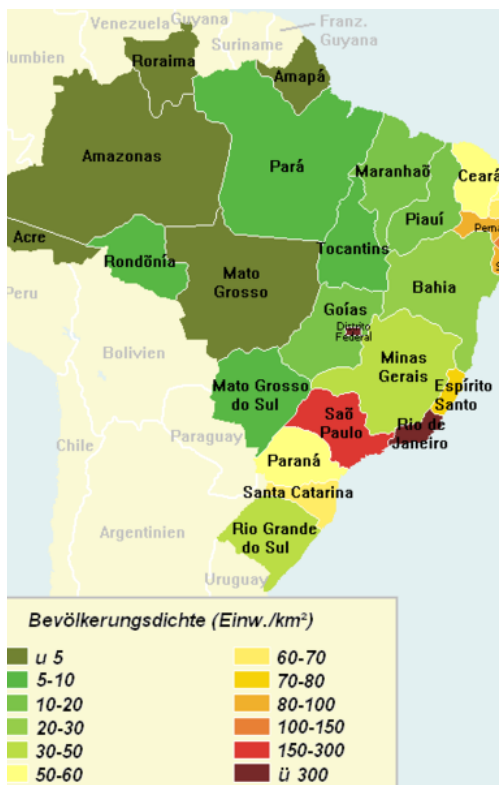 Venezuela
Guyana
Franz.
Guyana
Suriname
Roraima
Amapá
Amazonas
Pará
Maranhaõ
Ceará
Piauí
Acre
Rondõnía
Tocantins
Mato
Grosso
Bahia
Peru
Goías
Distrito
Federal
Bolivien
Minas
Gerais
Mato Grosso
do Sul
Espírito
Santo
Saõ
Paulo
Rio de
Janeiro
Paraguay
Chile
Paraná
Santa Catarina
Argentinien
Rio Grande
do Sul
Uruguay
Bevölkerungsdichte (Einw./km²)
u 5
5-10
10-20
20-30
30-50
50-60
60-70
70-80
80-100
100-150
150-300
ü 300